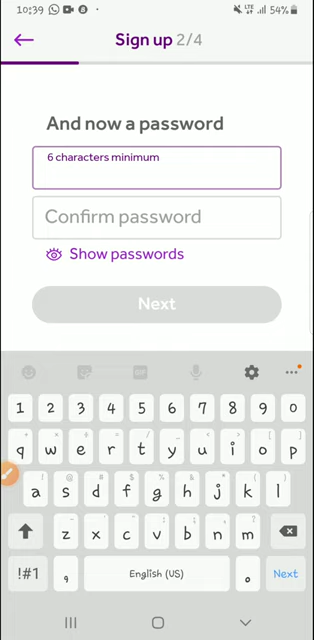 10:39 LTE 54%
Sign up 2/4
And now a password
6 characters minimum
Confirm password
Show passwords
Next
1 2 3 4 5 6 7 8 9 0
q w e r t y u i o p
a s d f g h j k l
z x c v b n m
!#1 , English (US) . Next